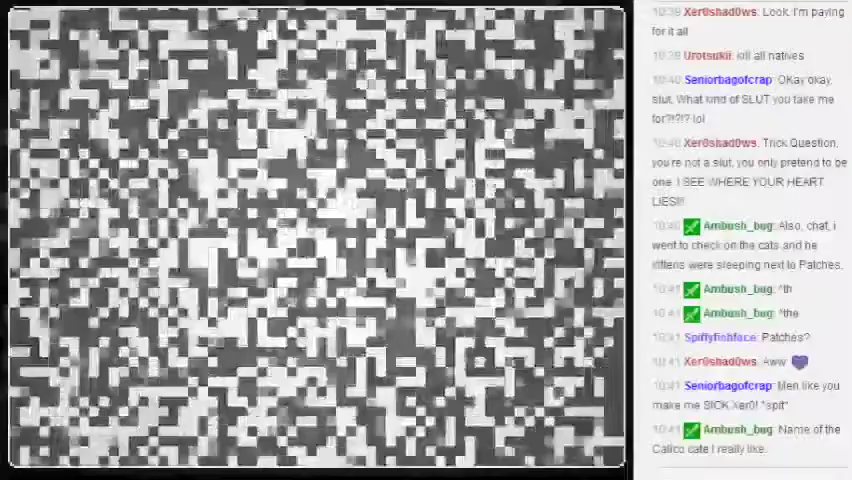 10:39 Xer0shad0ws: Look, I'm paying
for it all
10:39 Urotsukii: kill all natives
10:40 Seniorbagofcrap: OKay okay,
slut. What kind of SLUT you take me
for?!?!? lol
10:40 Xer0shad0ws: Trick Question,
you're not a slut, you only pretend to be
one. I SEE WHERE YOUR HEART
LIES!!!
10:40 Ambush_bug: Also, chat, i
went to check on the cats and he
kittens were sleeping next to Patches.
10:41 Ambush_bug: ^th
10:41 Ambush_bug: ^the
10:41 Spiffyfishface: Patches?
10:41 Xer0shad0ws: Aww
10:41 Seniorbagofcrap: Men like you
make me SICK Xer0! *spit*
10:41 Ambush_bug: Name of the
Calico cate I really like.